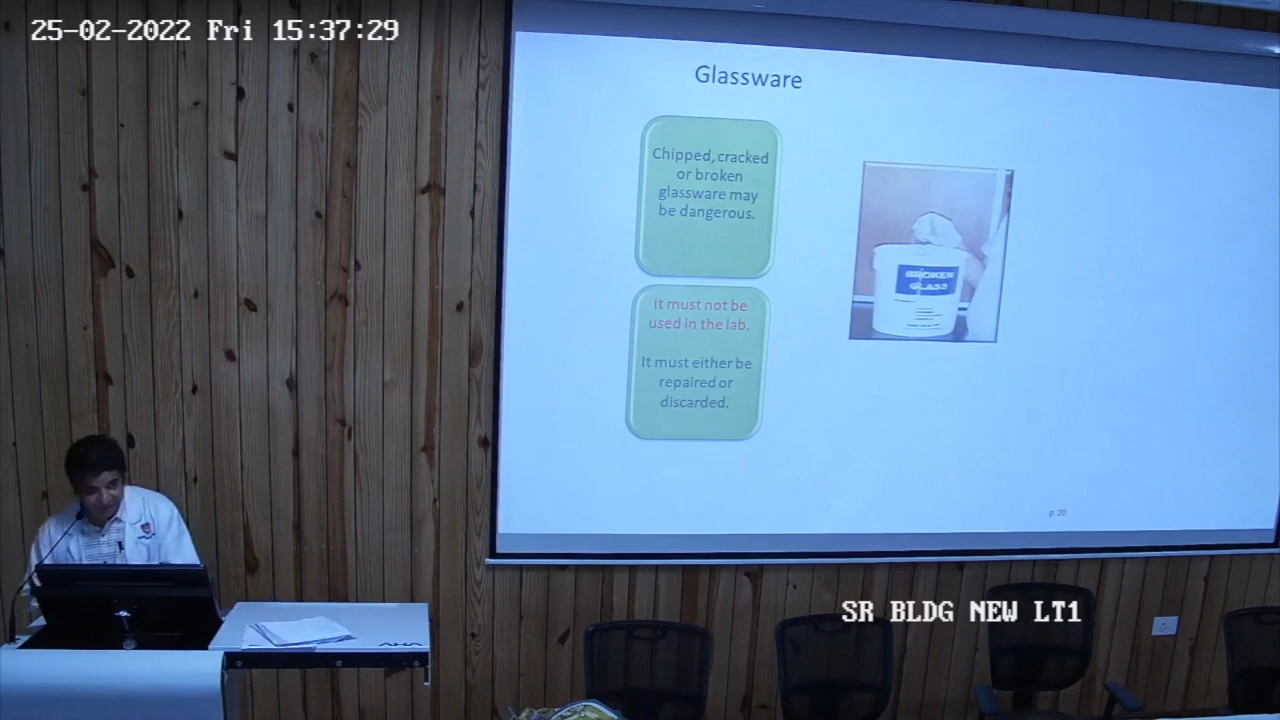 25-02-2022 Fri 15:37:29
Glassware
Chipped, cracked
or broken
glassware may
be dangerous.
It must not be
used in the lab.
It must either be
repaired or
discarded.
BROKEN
GLASS
p 20
SR BLDG NEW LT1